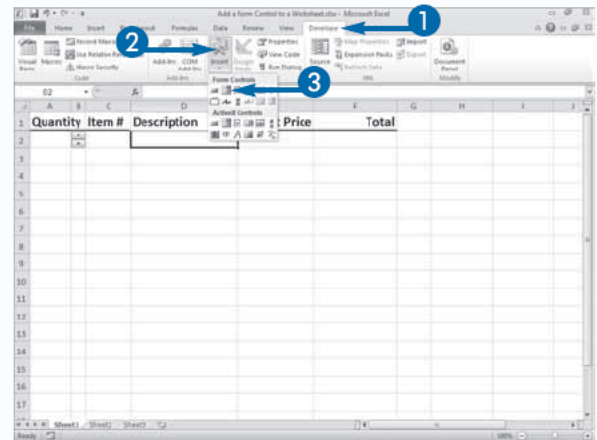 Add a Form Control to a Worksheet.xlsx - Microsoft Excel
File Home Insert Formulas Data Review View Developer
1
2
3
Visual Basic
Macros
Record Macro
Use Relative
Macro Security
Code
Add-Ins
COM Add-Ins
Add-Ins
Insert
Design
Properties
View Code
Run Dialog
Source
Map Properties
Expansion Packs
Refresh Data
Import
Export
XML
Document Panel
Modify
Form Controls
ActiveX Controls
D2
fx
A B C D F G H I J
1 Quantity Item # Description t Price Total
2
3
4
5
6
7
8
9
10
11
12
13
14
15
16
17
Sheet1 Sheet2 Sheet3
Ready
100%